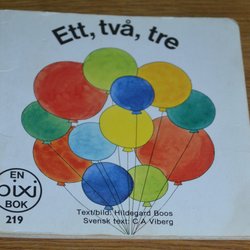 Ett, två, tre
EN
pixi
BOK
219
Text/bild: Hildegard Boos
Svensk text: C A Viberg